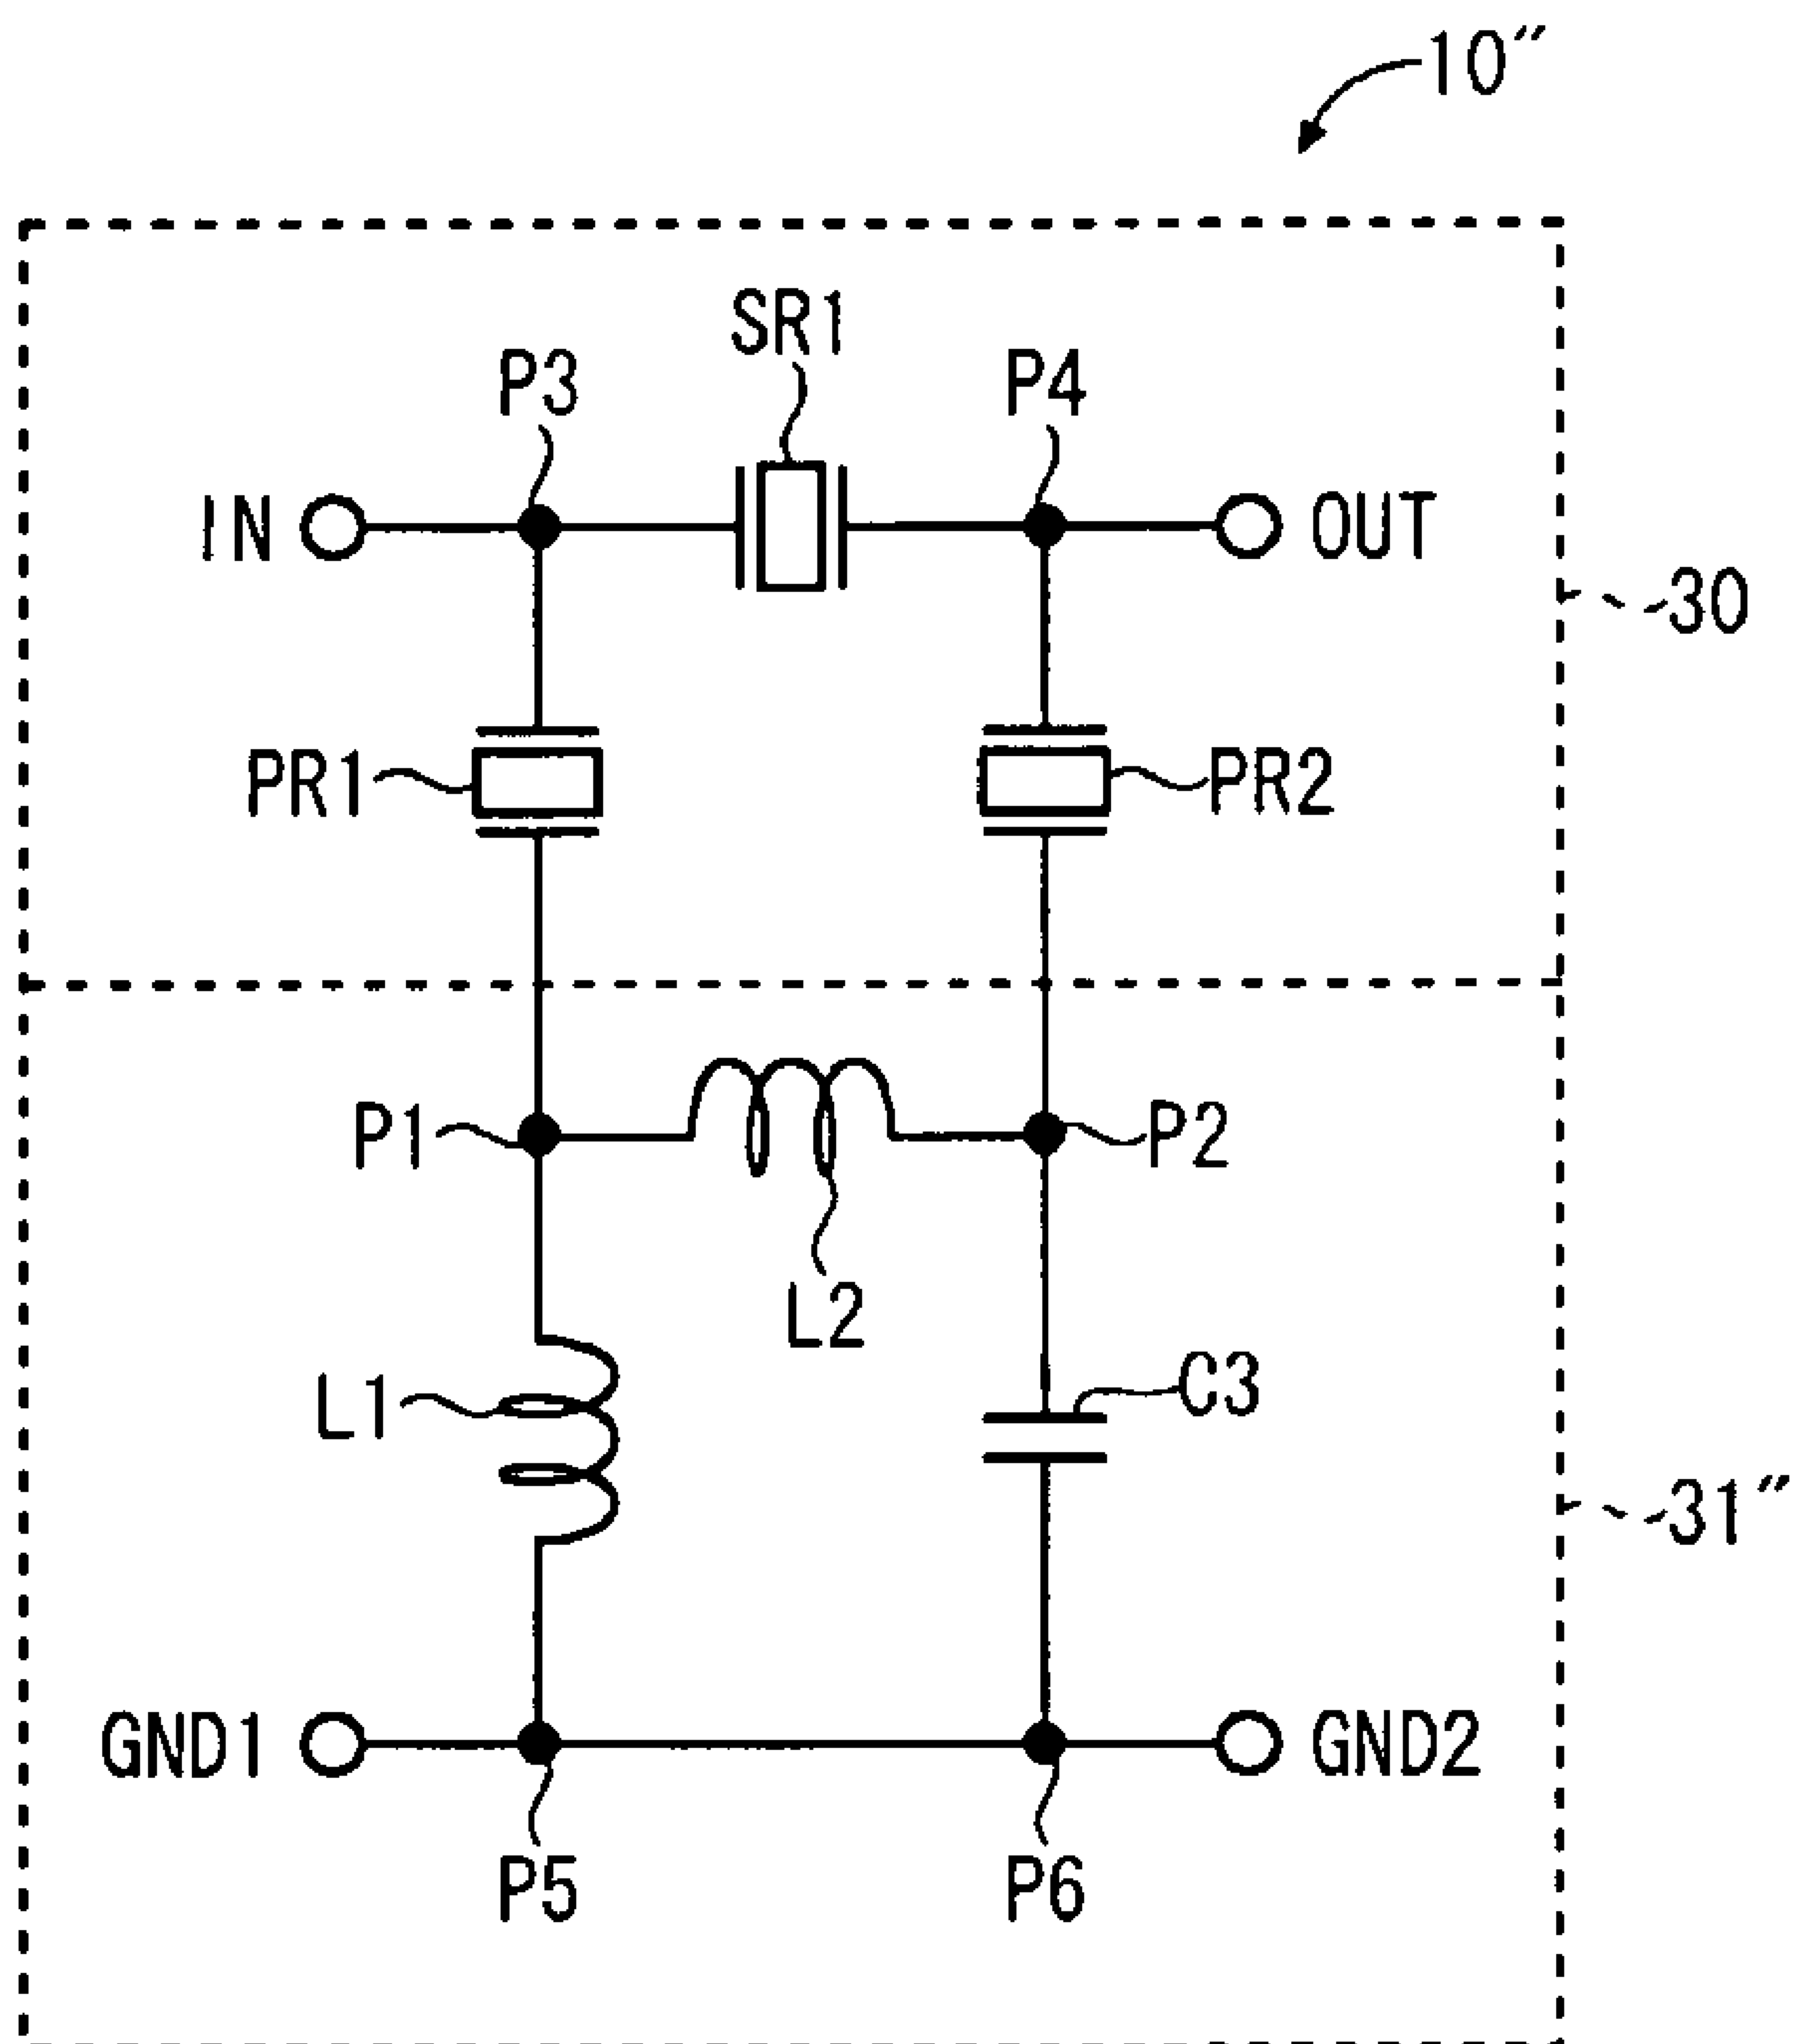 10″
SR1
P3
P4
IN
OUT
30
PR1
PR2
P1
P2
L2
L1
C3
31″
GND1
GND2
P5
P6